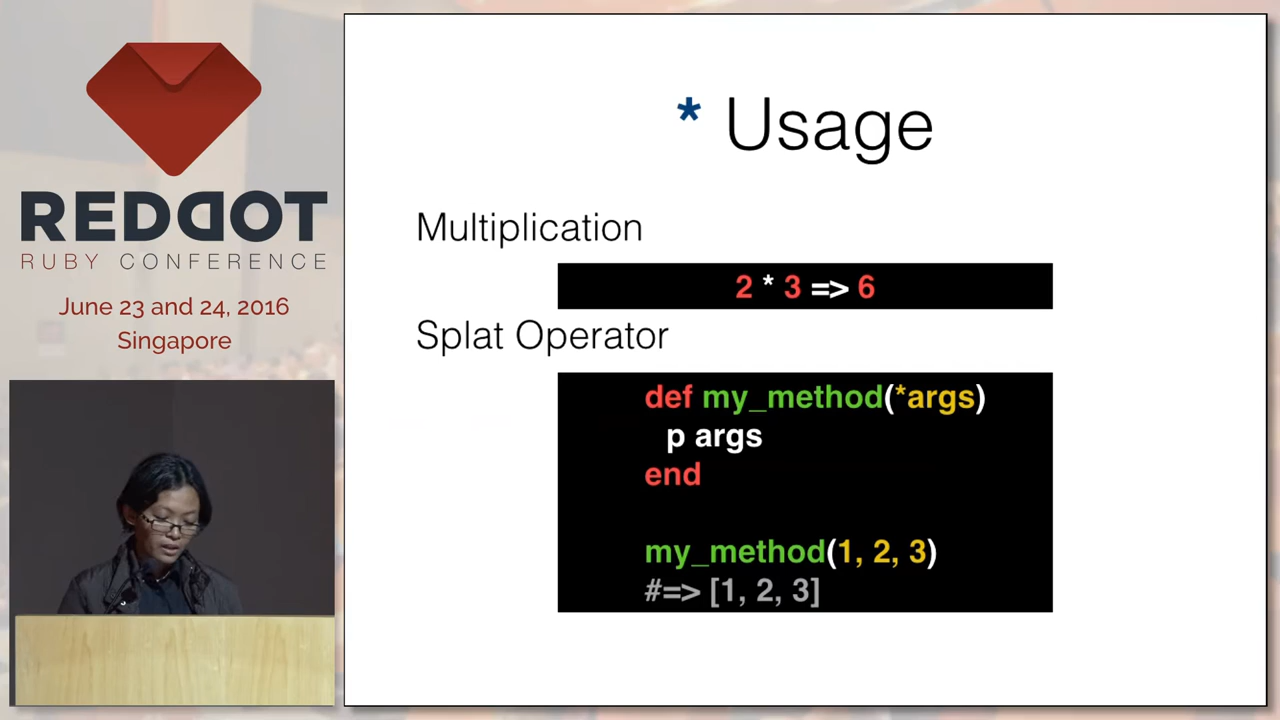 REDDOT
RUBY CONFERENCE
June 23 and 24, 2016
Singapore
* Usage
Multiplication
2 * 3 => 6
Splat Operator
def my_method(*args)
p args
end
my_method(1, 2, 3)
#=> [1, 2, 3]